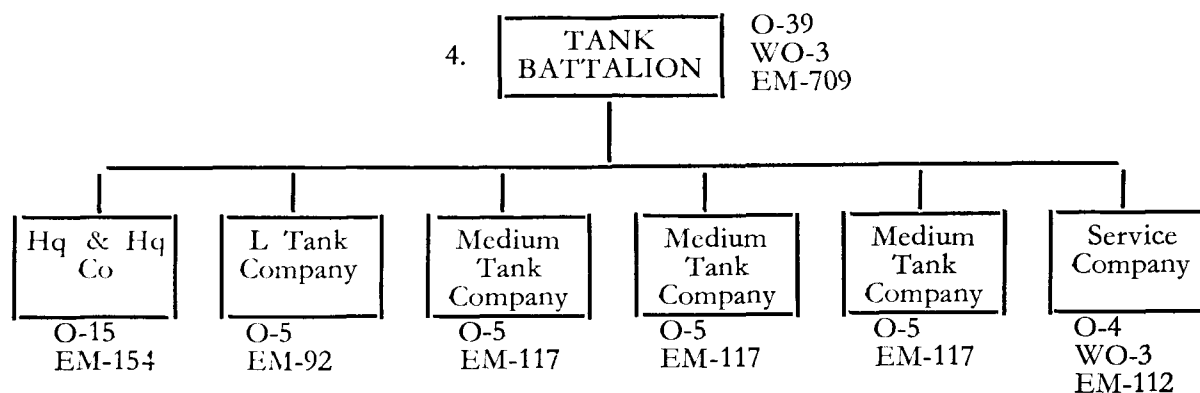 4.
TANK
BATTALION
O-39
WO-3
EM-709
Hq & Hq
Co
O-15
EM-154
L Tank
Company
O-5
EM-92
Medium
Tank
Company
O-5
EM-117
Medium
Tank
Company
O-5
EM-117
Medium
Tank
Company
O-5
EM-117
Service
Company
O-4
WO-3
EM-112